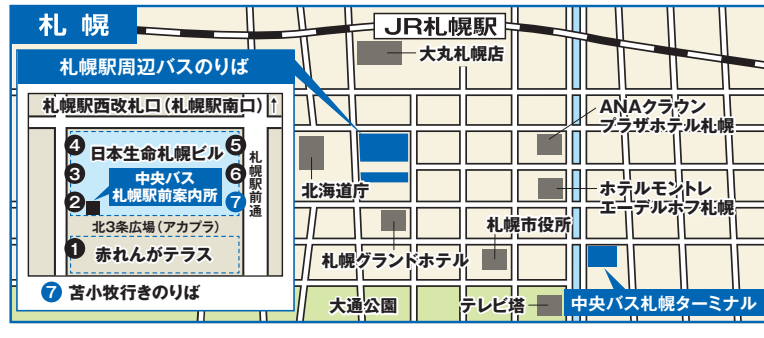 札幌
JR札幌駅
大丸札幌店
札幌駅周辺バスのりば
札幌駅西改札口(札幌駅南口)↑
4
日本生命札幌ビル
5
3
中央バス
札幌駅前案内所
6
2
7
札幌駅前通
北3条広場(アカプラ)
1
赤れんがテラス
7 苫小牧行きのりば
ANAクラウン
プラザホテル札幌
北海道庁
ホテルモントレ
エーデルホフ札幌
札幌市役所
札幌グランドホテル
大通公園
テレビ塔
中央バス札幌ターミナル